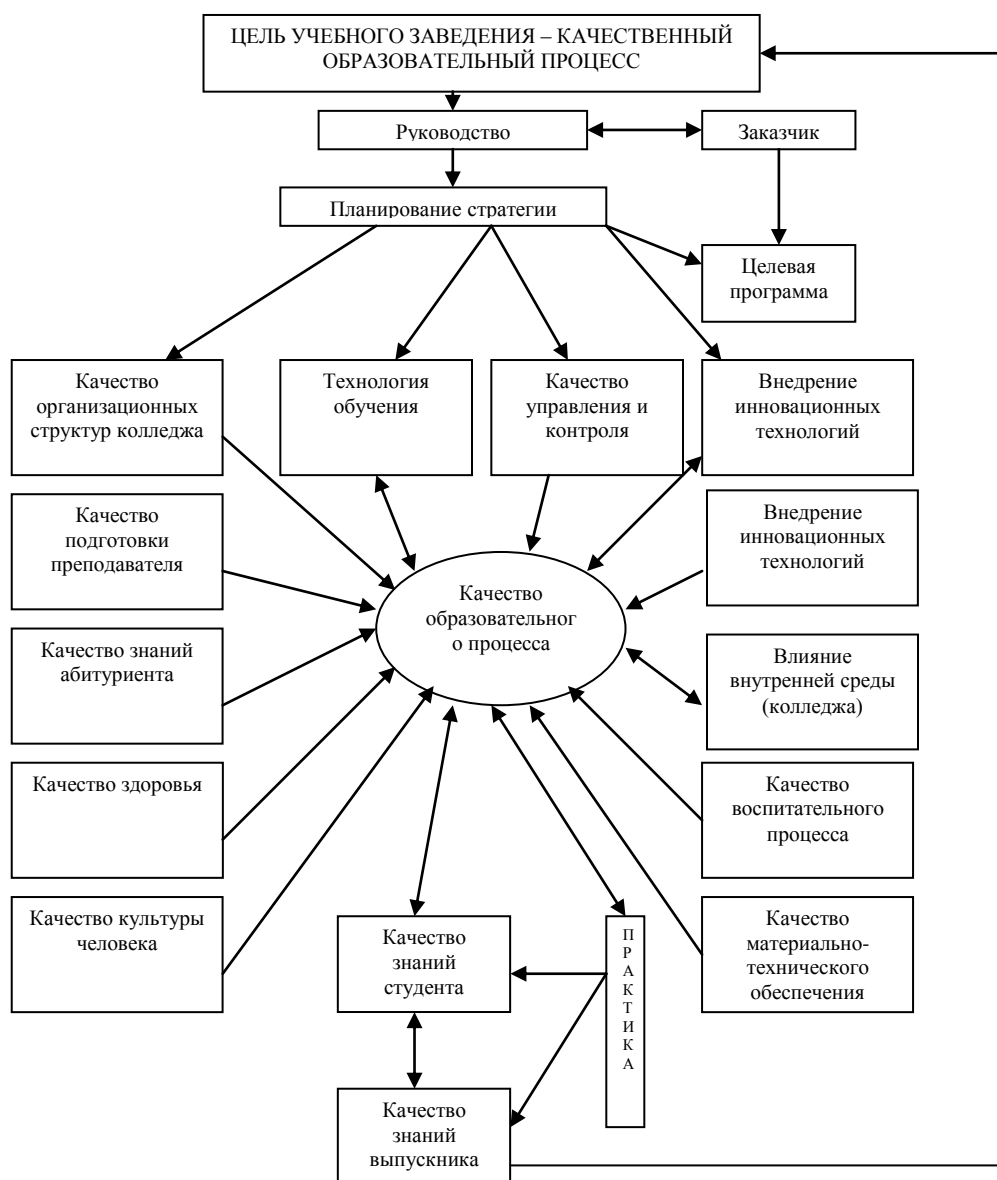 ЦЕЛЬ УЧЕБНОГО ЗАВЕДЕНИЯ – КАЧЕСТВЕННЫЙ
ОБРАЗОВАТЕЛЬНЫЙ ПРОЦЕСС
Руководство
Заказчик
Планирование стратегии
Целевая
программа
Качество
организационных
структур колледжа
Технология
обучения
Качество
управления и
контроля
Внедрение
инновационных
технологий
Качество
подготовки
преподавателя
Внедрение
инновационных
технологий
Качество
образовательног
о процесса
Качество знаний
абитуриента
Влияние
внутренней среды
(колледжа)
Качество здоровья
Качество
воспитательного
процесса
Качество культуры
человека
Качество
знаний
студента
П
Р
А
К
Т
И
К
А
Качество
материально-
технического
обеспечения
Качество
знаний
выпускника